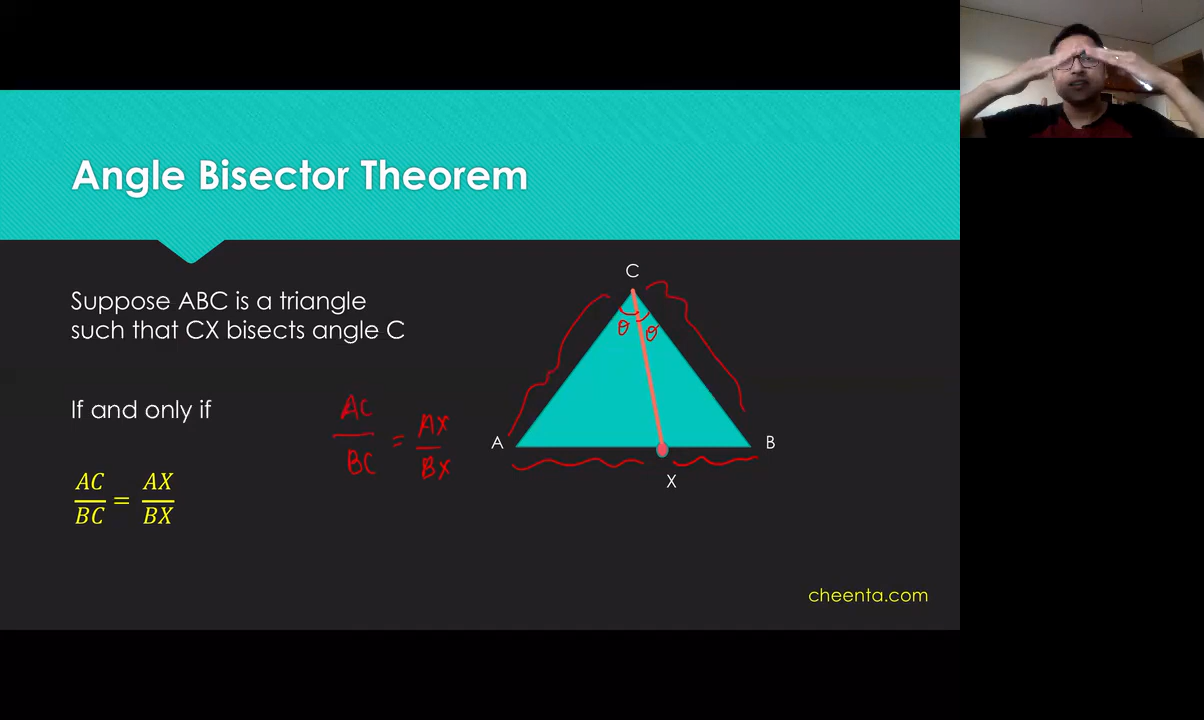 Angle Bisector Theorem
Suppose ABC is a triangle
such that CX bisects angle C
If and only if
AC/BC = AX/BX
AC/BC = AX/BX
C
θ θ
A
B
X
cheenta.com